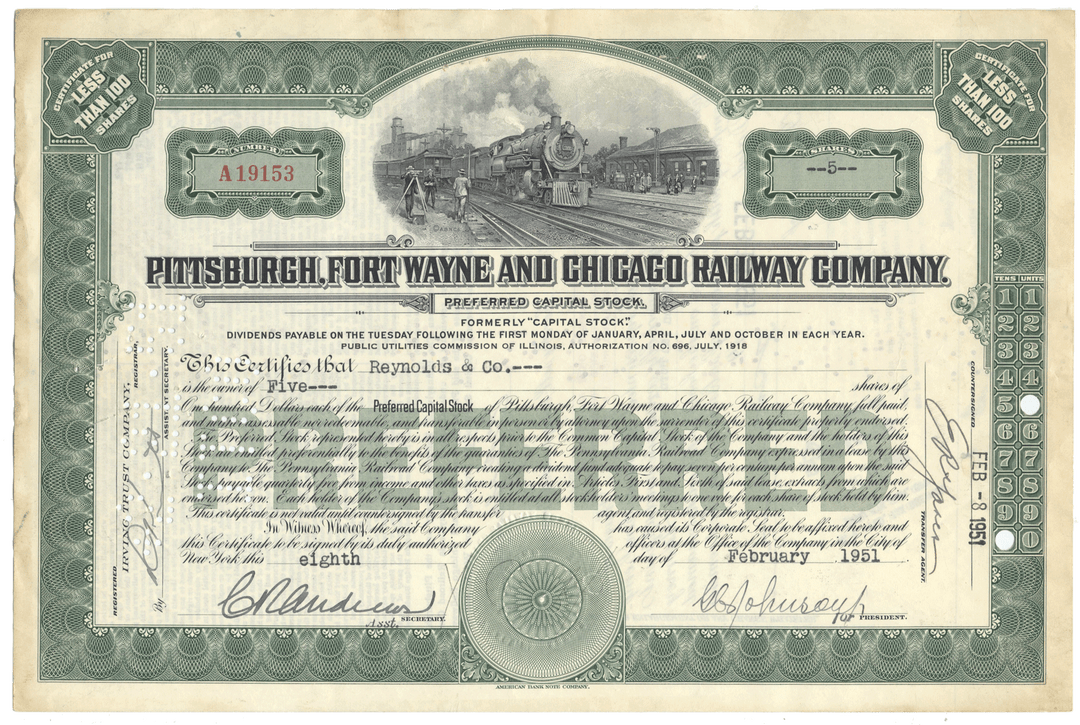 CERTIFICATE FOR
LESS
THAN 100
SHARES
CERTIFICATE FOR
LESS
THAN 100
SHARES
NUMBER
A19153
SHARES
--5--
PITTSBURGH, FORT WAYNE AND CHICAGO RAILWAY COMPANY.
PREFERRED CAPITAL STOCK.
FORMERLY "CAPITAL STOCK".
DIVIDENDS PAYABLE ON THE TUESDAY FOLLOWING THE FIRST MONDAY OF JANUARY, APRIL, JULY AND OCTOBER IN EACH YEAR.
PUBLIC UTILITIES COMMISSION OF ILLINOIS, AUTHORIZATION NO. 696, JULY, 1918
This Certifies that Reynolds & Co.---
is the owner of Five--- shares of
One hundred Dollars each of the Preferred Capital Stock of Pittsburgh, Fort Wayne and Chicago Railway Company full paid,
and non-assessable nor redeemable, and transferable in person or by attorney upon the surrender of this certificate properly endorsed.
The Preferred Stock represented hereby is in all respects prior to the Common Capital Stock of the Company and the holders of this
Stock are entitled preferentially to the benefits of the guaranties of The Pennsylvania Railroad Company expressed in a lease by this
Company to The Pennsylvania Railroad Company creating a dividend fund adequate to pay seven per centum per annum upon the said
Stock, payable quarterly, free from income and other taxes as specified in Articles First and Sixth of said lease, extracts from which are
endorsed hereon. Each holder of the Company's stock is entitled at all stockholders' meetings to one vote for each share of stock held by him.
This certificate is not valid until countersigned by the transfer agent, and registered by the registrar.
In Witness Whereof, the said Company has caused its Corporate Seal to be affixed hereto and
this Certificate to be signed by its duly authorized officers at the Office of the Company in the City of
New York this eighth day of February 1951
PREFERRED
C R Andrews
Asst. SECRETARY.
for PRESIDENT.
REGISTERED
IRVING TRUST COMPANY,
REGISTRAR,
By
ASSIST. NT SECRETARY.
COUNTERSIGNED
TRANSFER AGENT.
FEB -8 1951
TENS UNITS
1 1
2 2
3 3
4 4
5
6 6
7 7
8 8
9 9
0
AMERICAN BANK NOTE COMPANY.